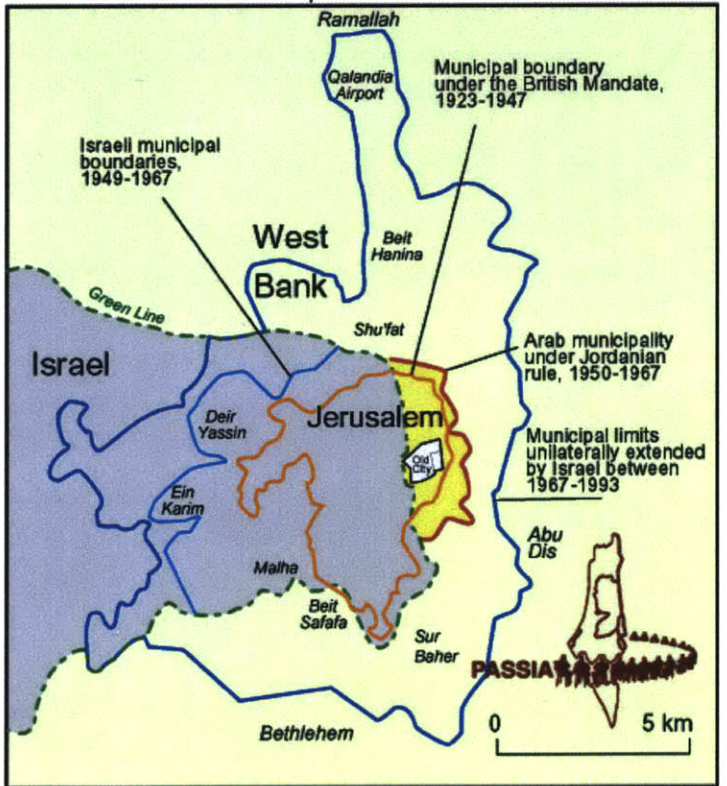 Ramallah
Qalandia
Airport
Municipal boundary
under the British Mandate,
1923-1947
Israeli municipal
boundaries,
1949-1967
West
Bank
Beit
Hanina
Green Line
Shu'fat
Israel
Arab municipality
under Jordanian
rule, 1950-1967
Deir
Yassin
Jerusalem
Old
City
Municipal limits
unilaterally extended
by Israel between
1967-1993
Ein
Karim
Abu
Dis
Malha
Beit
Safafa
Sur
Baher
PASSIA
Bethlehem
0 5 km